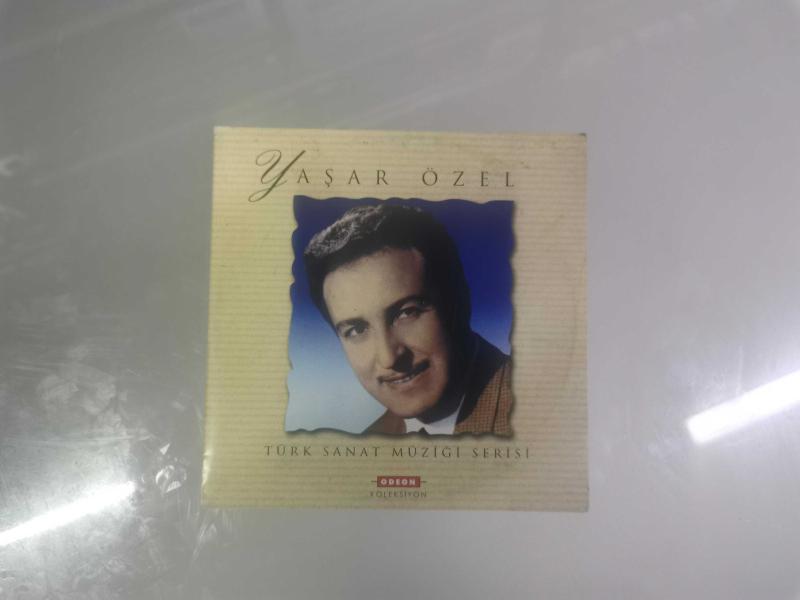 YAŞAR ÖZEL
TÜRK SANAT MÜZİĞİ SERİSİ
ODEON
KOLEKSİYON